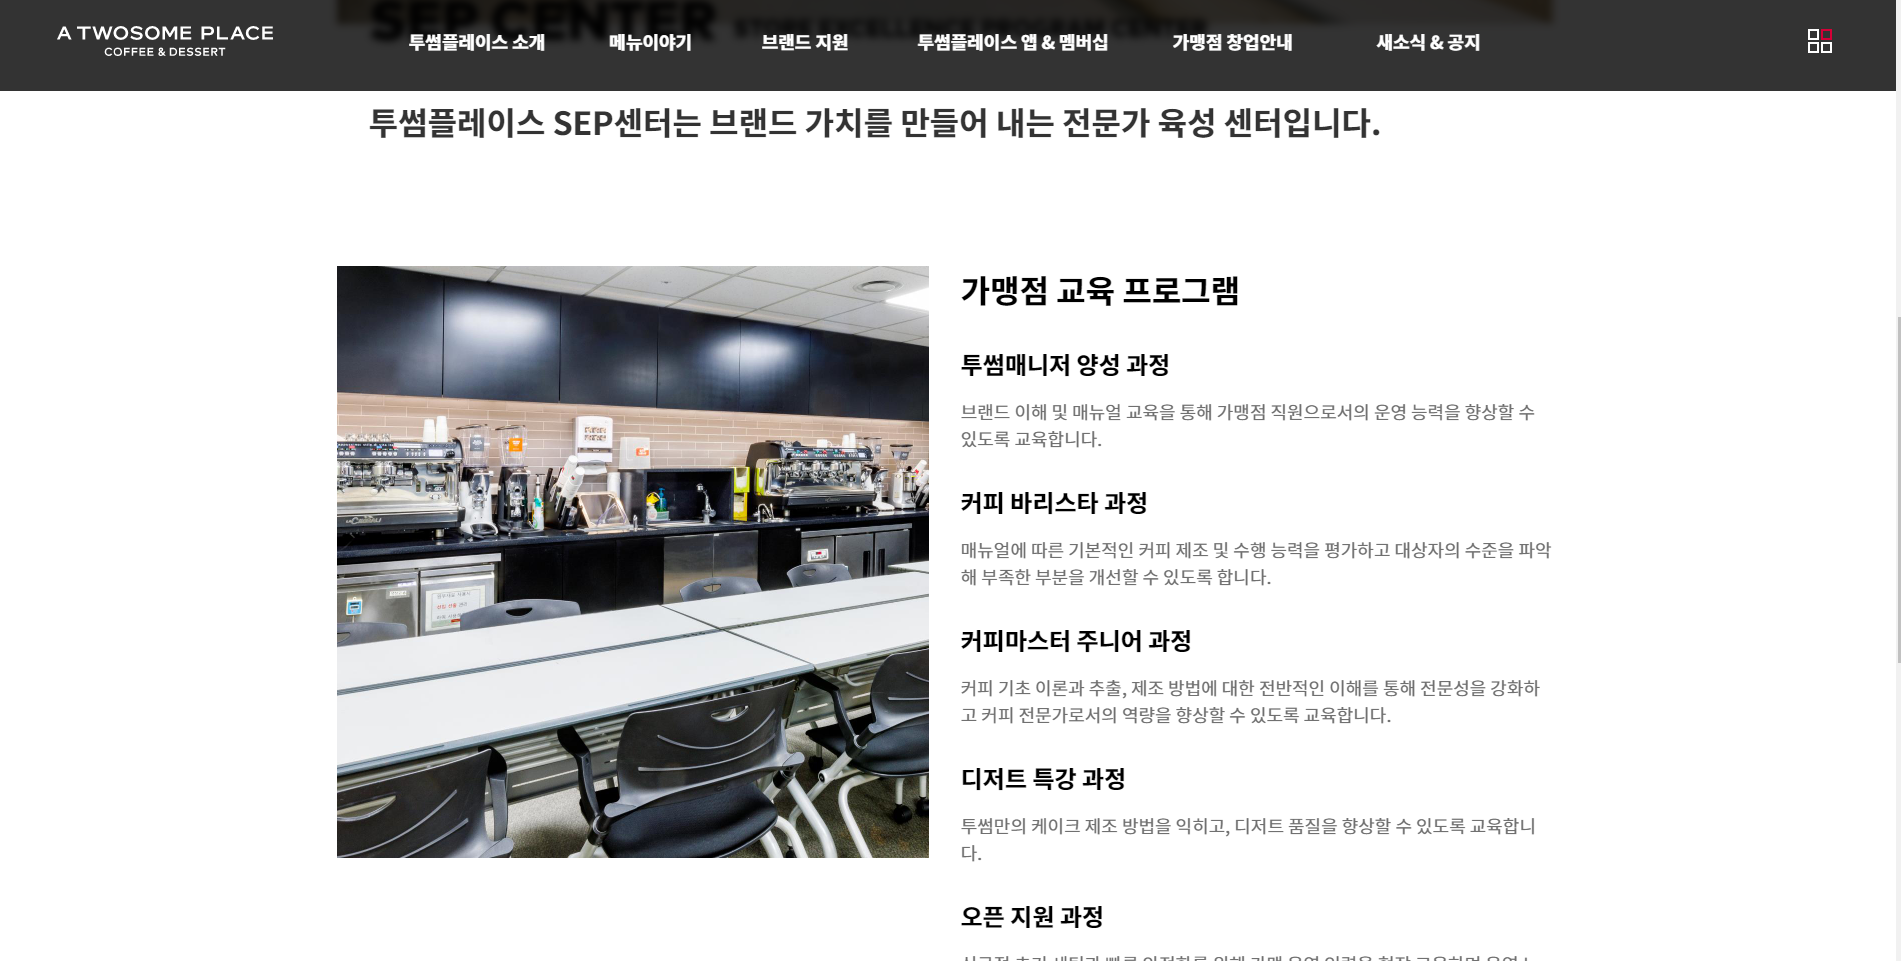 SEP CENTER STORE EXCELLENCE PROGRAM CENTER
A TWOSOME PLACE
COFFEE & DESSERT
투썸플레이스 소개 메뉴이야기 브랜드 지원 투썸플레이스 앱 & 멤버십 가맹점 창업안내 새소식 & 공지
투썸플레이스 SEP센터는 브랜드 가치를 만들어 내는 전문가 육성 센터입니다.
가맹점 교육 프로그램
투썸매니저 양성 과정
브랜드 이해 및 매뉴얼 교육을 통해 가맹점 직원으로서의 운영 능력을 향상할 수
있도록 교육합니다.
커피 바리스타 과정
매뉴얼에 따른 기본적인 커피 제조 및 수행 능력을 평가하고 대상자의 수준을 파악
해 부족한 부분을 개선할 수 있도록 합니다.
커피마스터 주니어 과정
커피 기초 이론과 추출, 제조 방법에 대한 전반적인 이해를 통해 전문성을 강화하
고 커피 전문가로서의 역량을 향상할 수 있도록 교육합니다.
디저트 특강 과정
투썸만의 케이크 제조 방법을 익히고, 디저트 품질을 향상할 수 있도록 교육합니
다.
오픈 지원 과정